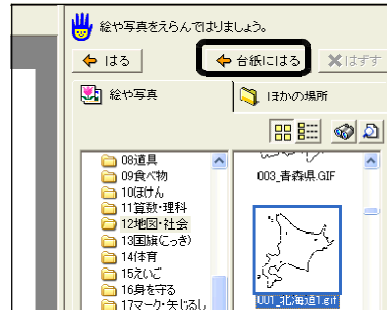 絵や写真をえらんではりましょう。
はる 台紙にはる はずす
絵や写真 ほかの場所
08道具
09食べ物
10ほけん
11算数・理科
12地図・社会
13国旗(こっき)
14体育
15えいご
16身を守る
17マーク・矢じるし
003_青森県.GIF
001_北海道1.gif